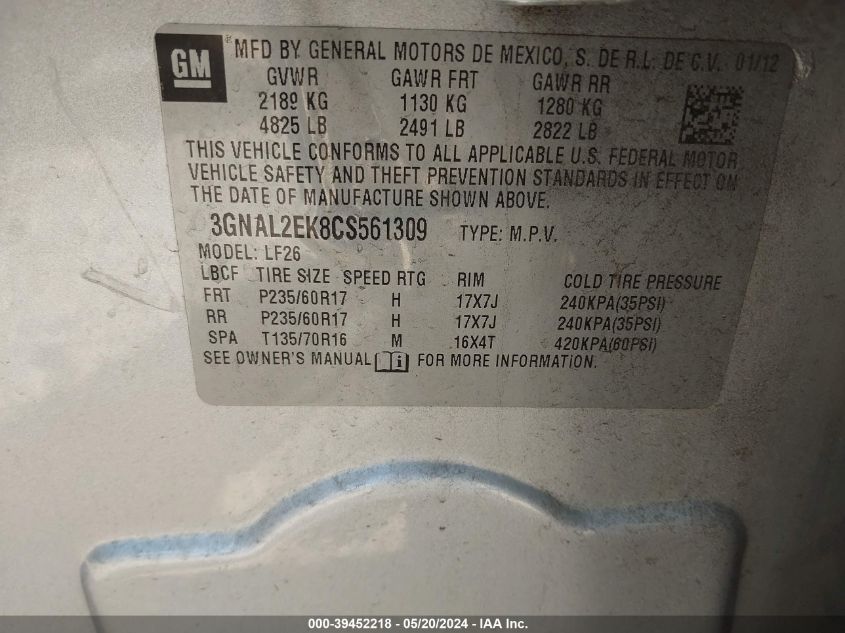 GM
MFD BY GENERAL MOTORS DE MEXICO, S. DE R.L. DE C.V. 01/12
GVWR GAWR FRT GAWR RR
2189 KG 1130 KG 1280 KG
4825 LB 2491 LB 2822 LB
THIS VEHICLE CONFORMS TO ALL APPLICABLE U.S. FEDERAL MOTOR
VEHICLE SAFETY AND THEFT PREVENTION STANDARDS IN EFFECT ON
THE DATE OF MANUFACTURE SHOWN ABOVE.
3GNAL2EK8CS561309 TYPE: M.P.V.
MODEL: LF26
LBCF TIRE SIZE SPEED RTG RIM COLD TIRE PRESSURE
FRT P235/60R17 H 17X7J 240KPA(35PSI)
RR P235/60R17 H 17X7J 240KPA(35PSI)
SPA T135/70R16 M 16X4T 420KPA(60PSI)
SEE OWNER'S MANUAL FOR MORE INFORMATION.
000-39452218 - 05/20/2024 - IAA Inc.